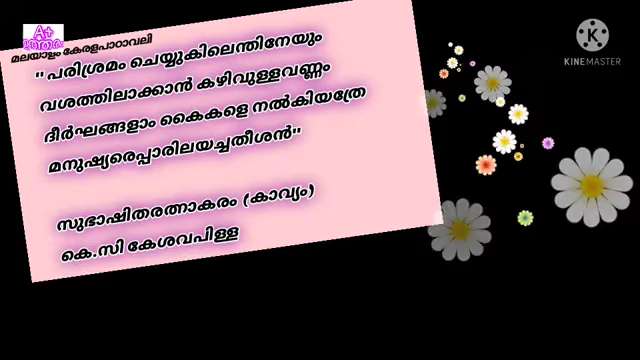 A+
മലയാളം കേരളപാഠാവലി
"പരിശ്രമം ചെയ്യുകിലെന്തിനേയും
വശത്തിലാക്കാൻ കഴിവുള്ളവണ്ണം
ദീർഘങ്ങളാം കൈകളെ നൽകിയത്രേ
മനുഷ്യരെപ്പാരിലയച്ചതീശൻ"
സുഭാഷിതരത്നാകരം (കാവ്യം)
കെ.സി കേശവപിള്ള
KINEMASTER